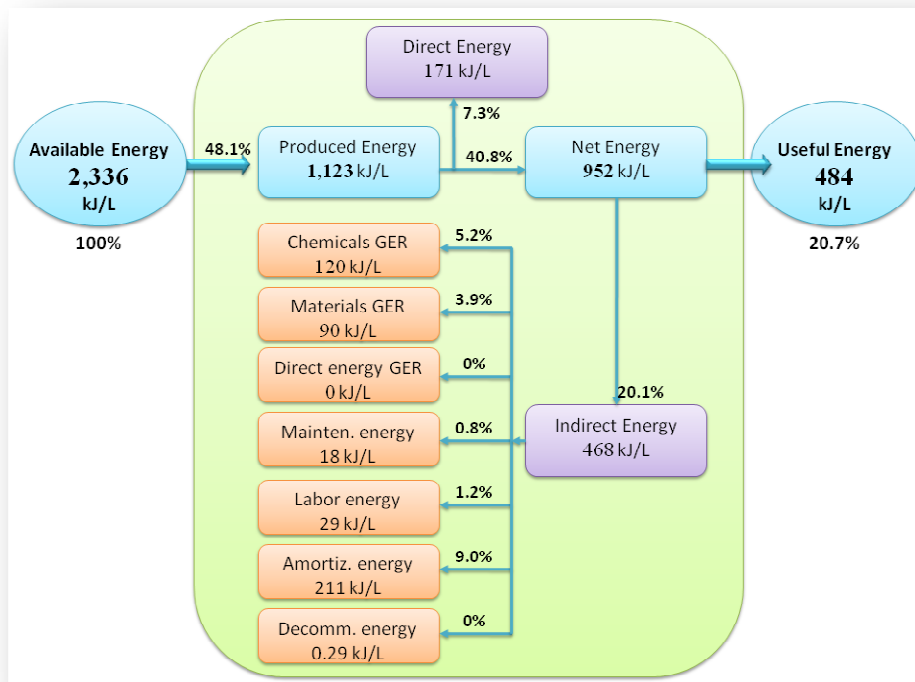 Direct Energy
171 kJ/L
7.3%
Available Energy
2,336
kJ/L
100%
48.1%
Produced Energy
1,123 kJ/L
40.8%
Net Energy
952 kJ/L
Useful Energy
484
kJ/L
20.7%
Chemicals GER
120 kJ/L
5.2%
Materials GER
90 kJ/L
3.9%
Direct energy GER
0 kJ/L
0%
20.1%
Indirect Energy
468 kJ/L
Mainten. energy
18 kJ/L
0.8%
Labor energy
29 kJ/L
1.2%
Amortiz. energy
211 kJ/L
9.0%
Decomm. energy
0.29 kJ/L
0%